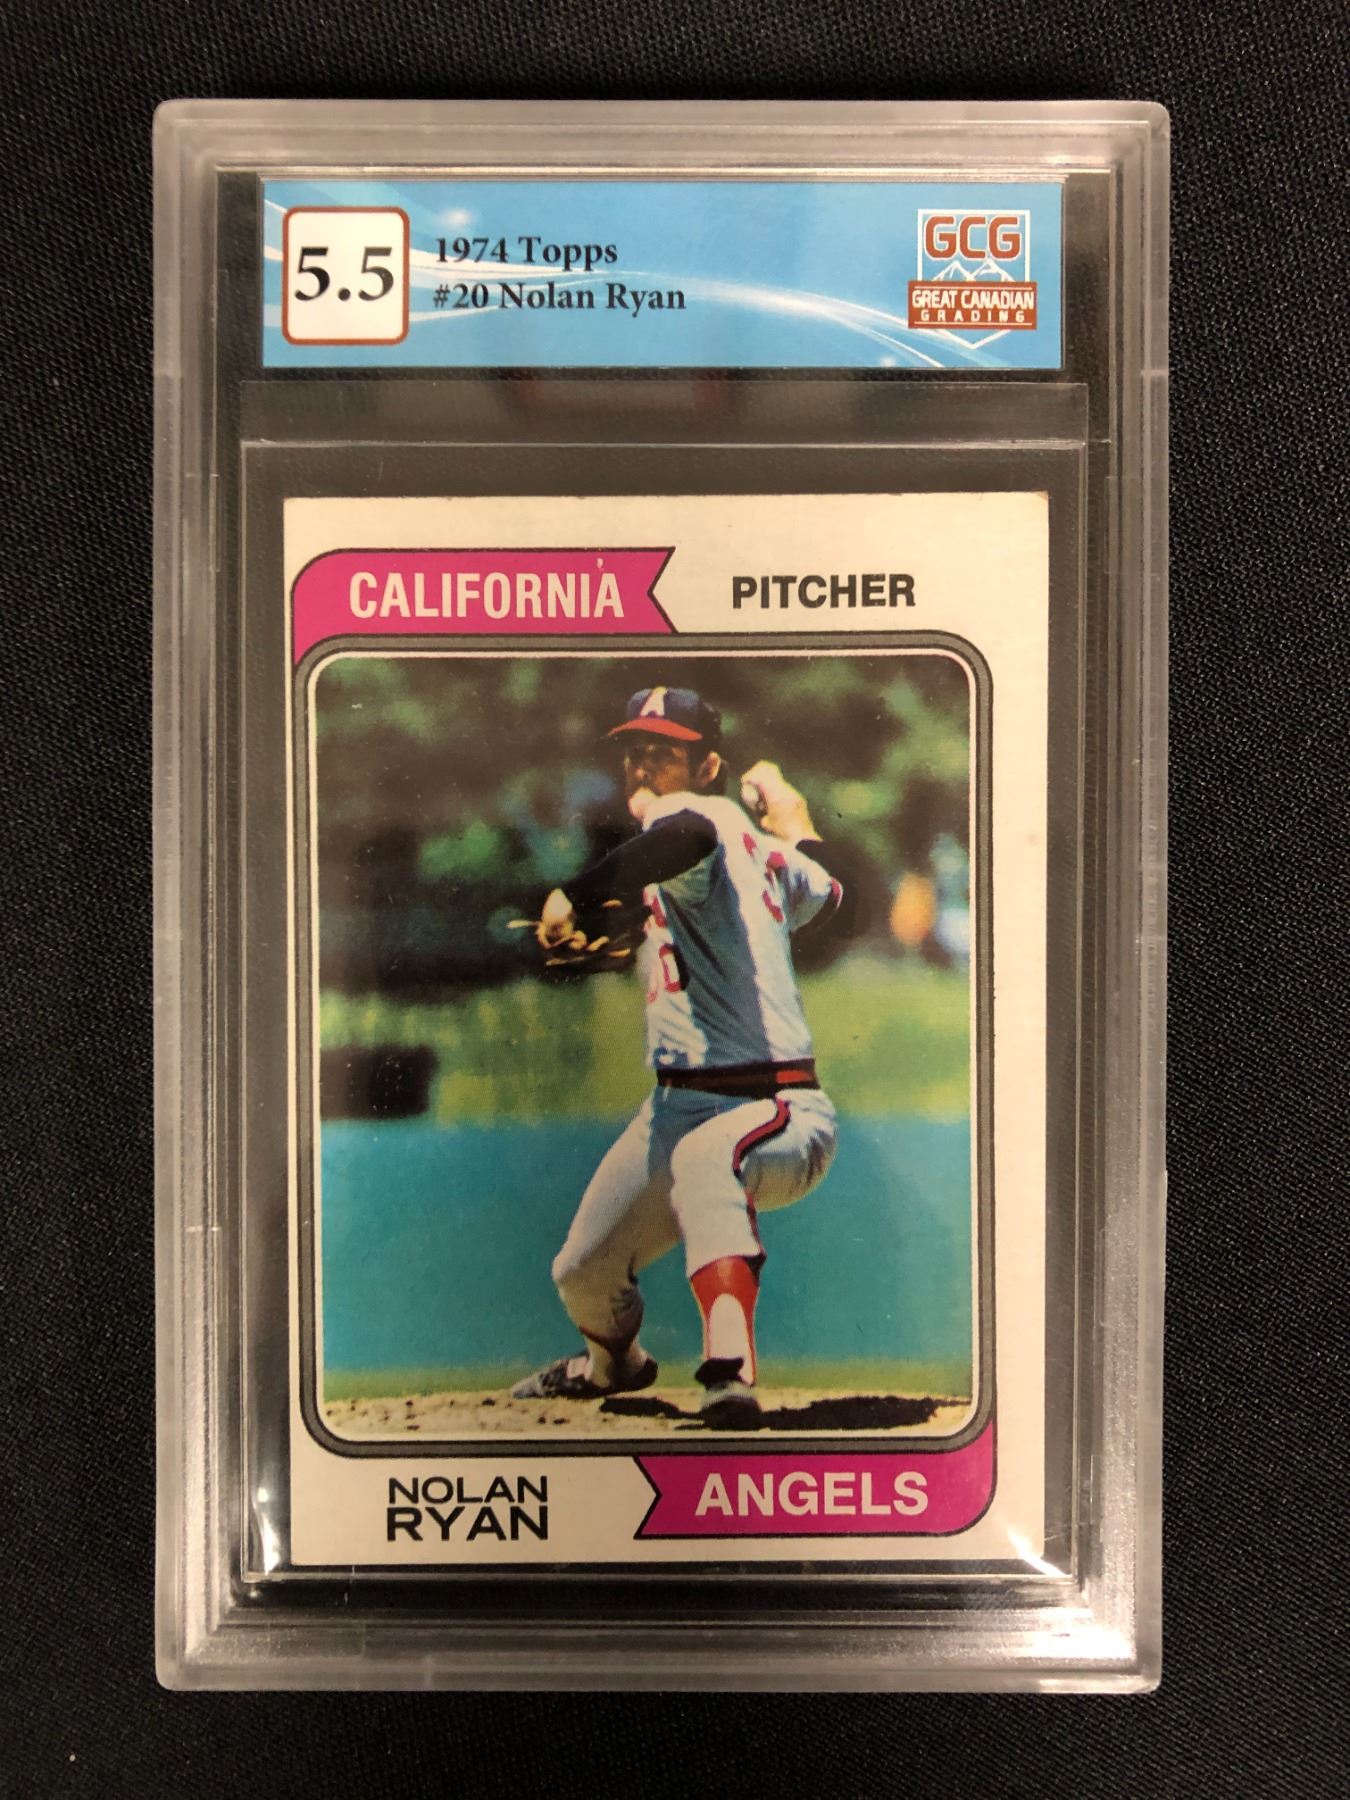 5.5
1974 Topps
#20 Nolan Ryan
GCG
GREAT CANADIAN
GRADING
CALIFORNIA
PITCHER
A
NOLAN
RYAN
ANGELS